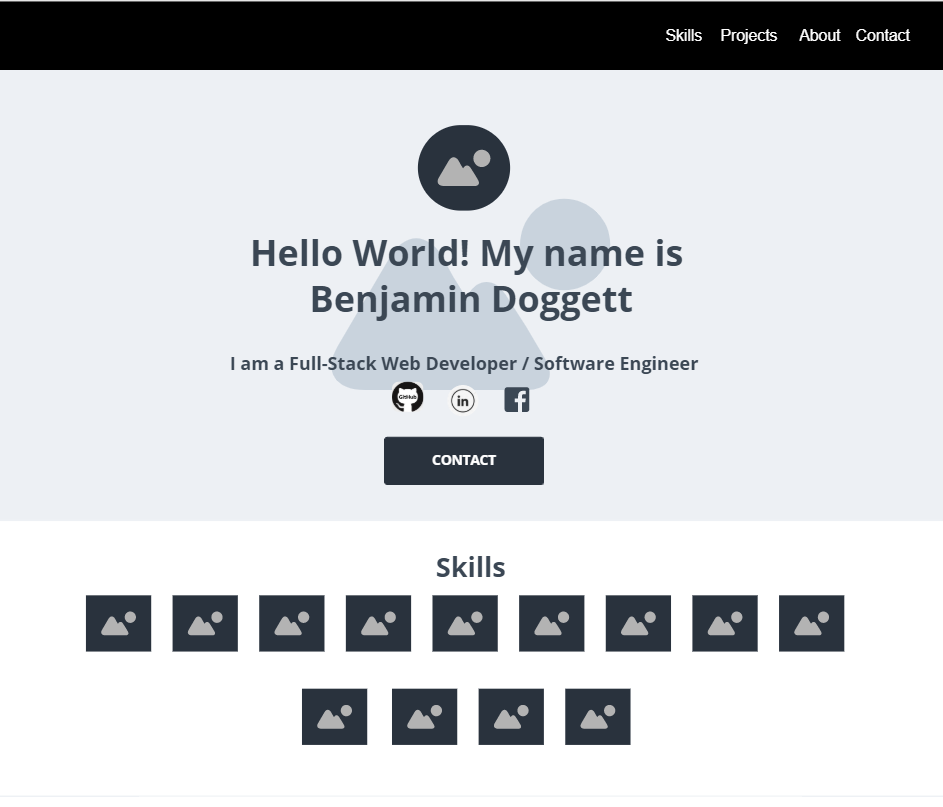 Skills Projects About Contact
Hello World! My name is
Benjamin Doggett
I am a Full-Stack Web Developer / Software Engineer
GitHub in
CONTACT
Skills